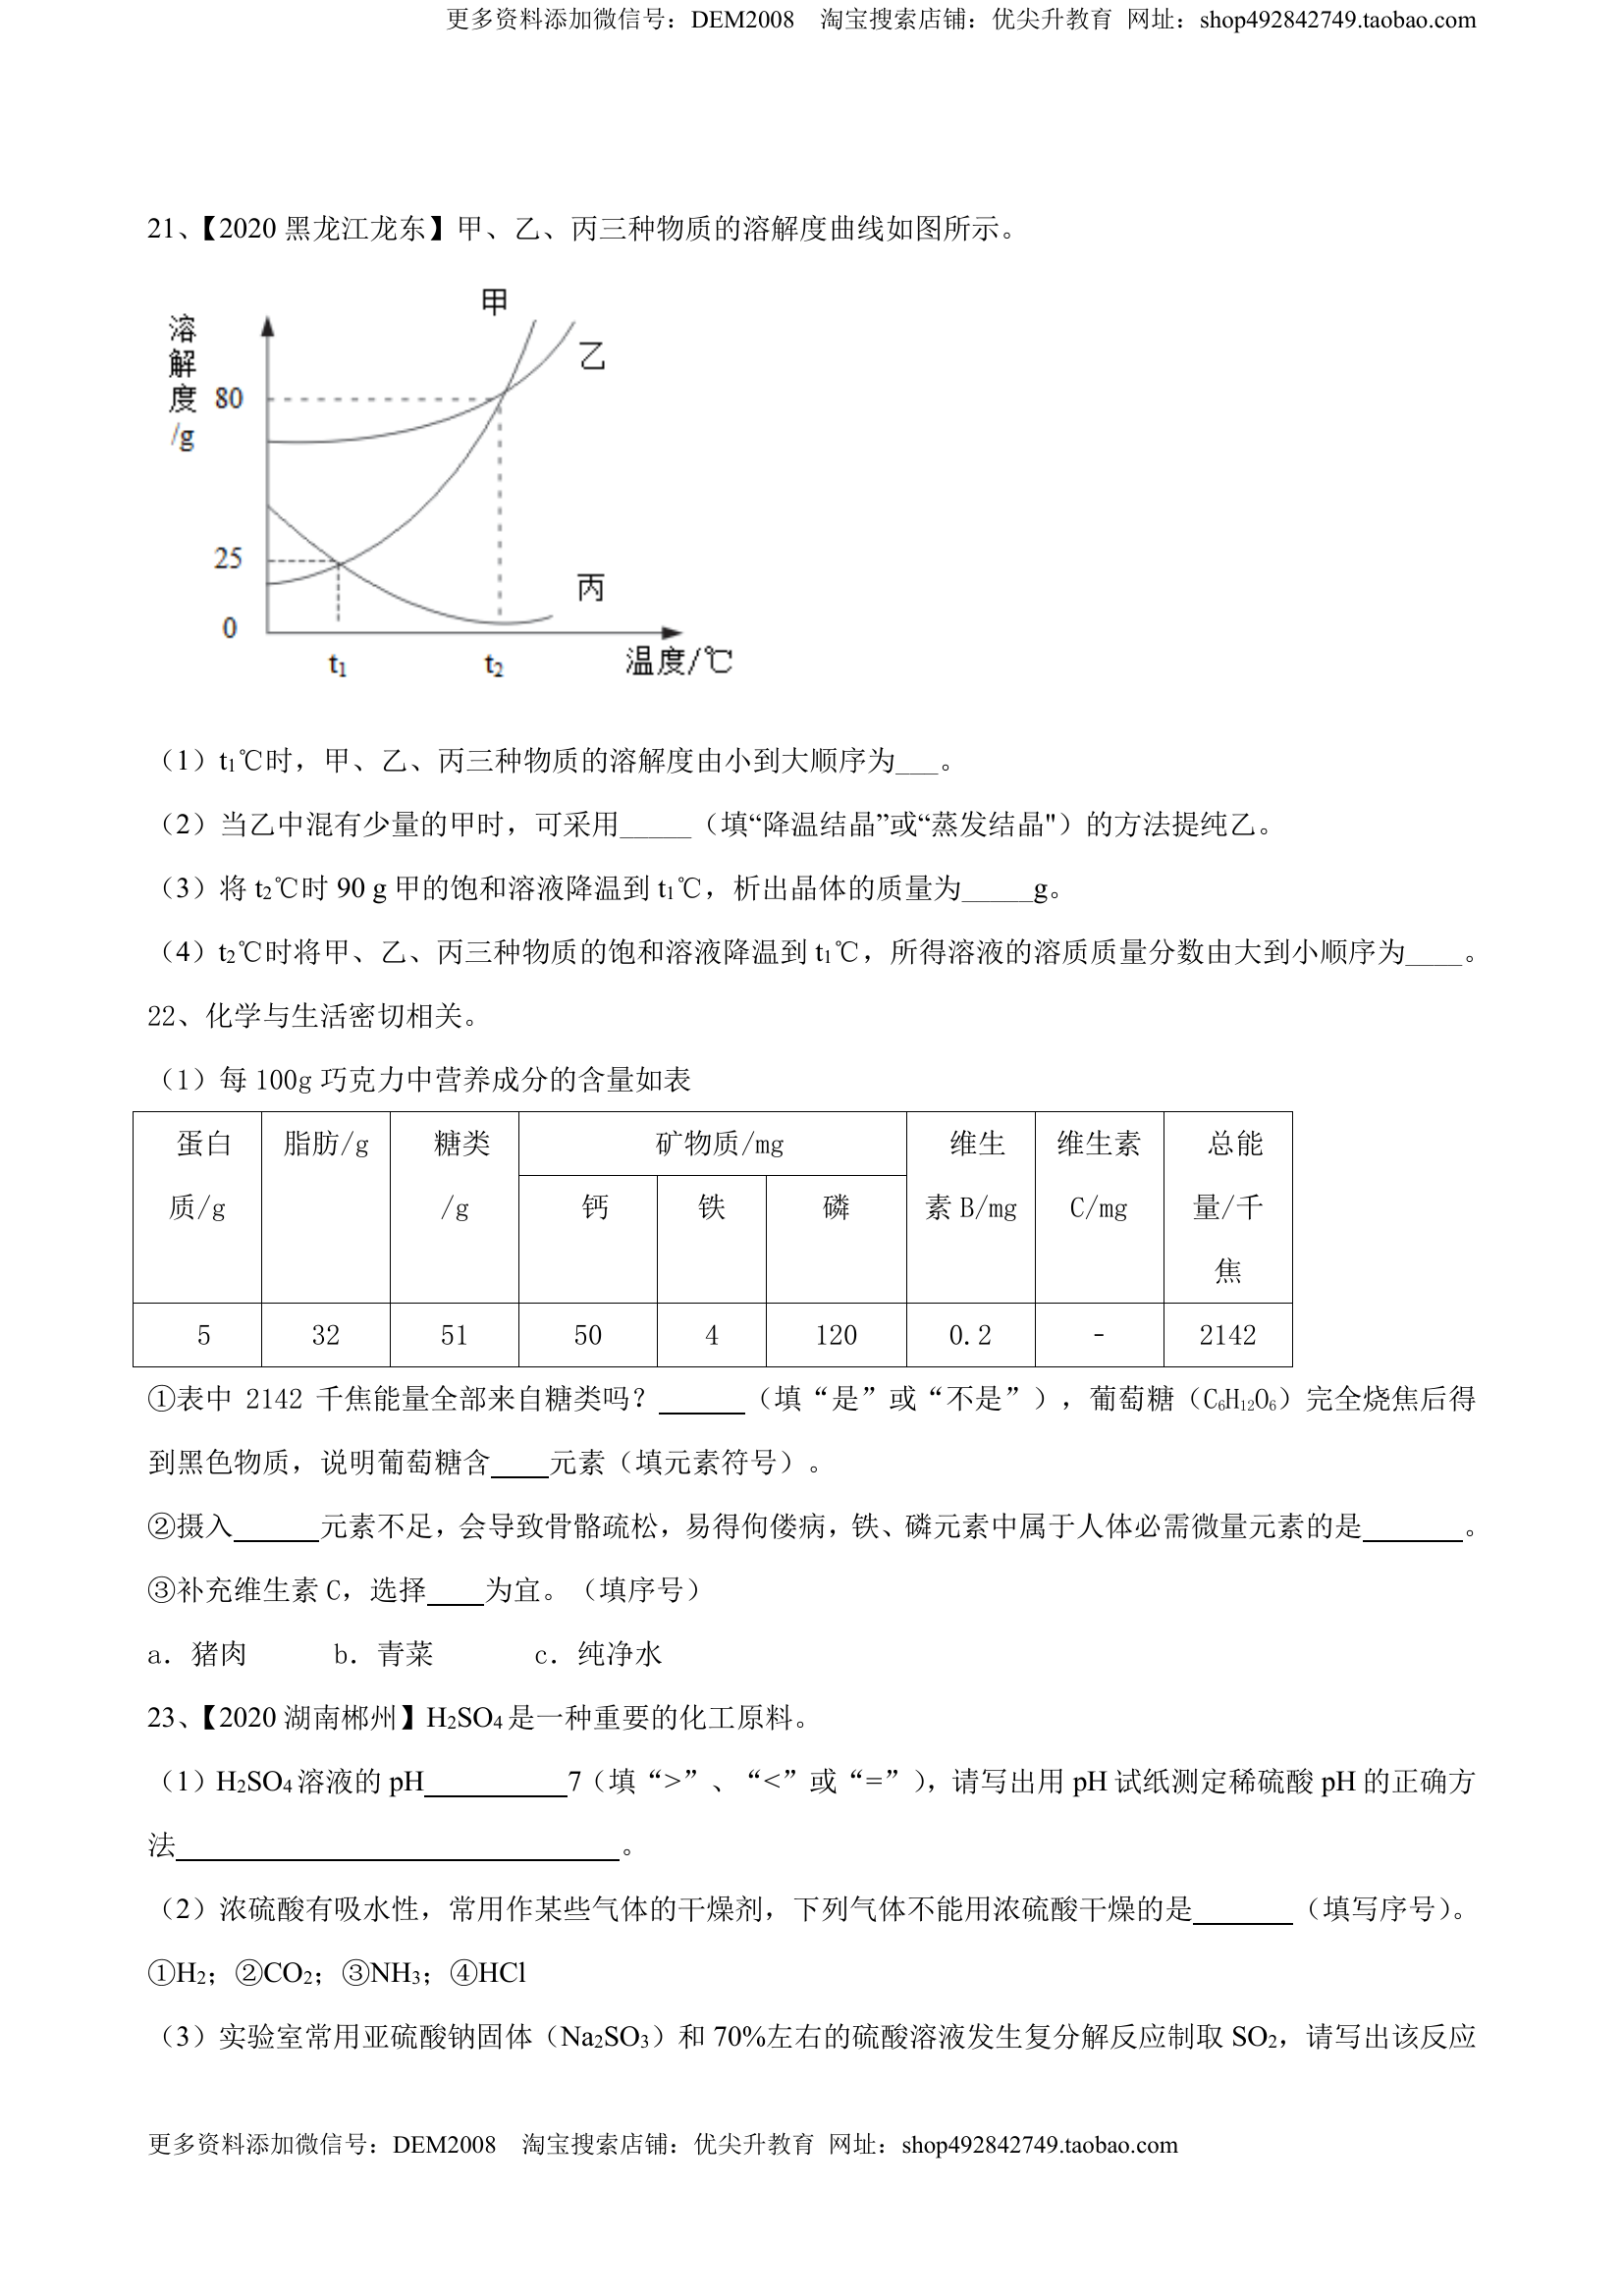 更多资料添加微信号：DEM2008 淘宝搜索店铺：优尖升教育 网址：shop492842749.taobao.com
21、【2020 黑龙江龙东】甲、乙、丙三种物质的溶解度曲线如图所示。
溶解度/g
甲
乙
80
25
丙
0
t₁ t₂ 温度/℃
（1）t₁℃时，甲、乙、丙三种物质的溶解度由小到大顺序为___。
（2）当乙中混有少量的甲时，可采用_____（填“降温结晶”或“蒸发结晶"）的方法提纯乙。
（3）将 t₂℃时 90 g 甲的饱和溶液降温到 t₁℃，析出晶体的质量为_____g。
（4）t₂℃时将甲、乙、丙三种物质的饱和溶液降温到 t₁℃，所得溶液的溶质质量分数由大到小顺序为____。
22、化学与生活密切相关。
（1）每 100g 巧克力中营养成分的含量如表
蛋白质/g 脂肪/g 糖类/g 矿物质/mg 维生素 B/mg 维生素 C/mg 总能量/千焦
钙 铁 磷
5 32 51 50 4 120 0.2 - 2142
①表中 2142 千焦能量全部来自糖类吗？______（填“是”或“不是”），葡萄糖（C₆H₁₂O₆）完全烧焦后得
到黑色物质，说明葡萄糖含____元素（填元素符号）。
②摄入______元素不足，会导致骨骼疏松，易得佝偻病，铁、磷元素中属于人体必需微量元素的是_______。
③补充维生素 C，选择____为宜。（填序号）
a．猪肉 b．青菜 c．纯净水
23、【2020 湖南郴州】H₂SO₄ 是一种重要的化工原料。
（1）H₂SO₄ 溶液的 pH__________7（填“>”、“<”或“=”），请写出用 pH 试纸测定稀硫酸 pH 的正确方
法_______________________________。
（2）浓硫酸有吸水性，常用作某些气体的干燥剂，下列气体不能用浓硫酸干燥的是_______（填写序号）。
①H₂；②CO₂；③NH₃；④HCl
（3）实验室常用亚硫酸钠固体（Na₂SO₃）和 70%左右的硫酸溶液发生复分解反应制取 SO₂，请写出该反应
更多资料添加微信号：DEM2008 淘宝搜索店铺：优尖升教育 网址：shop492842749.taobao.com